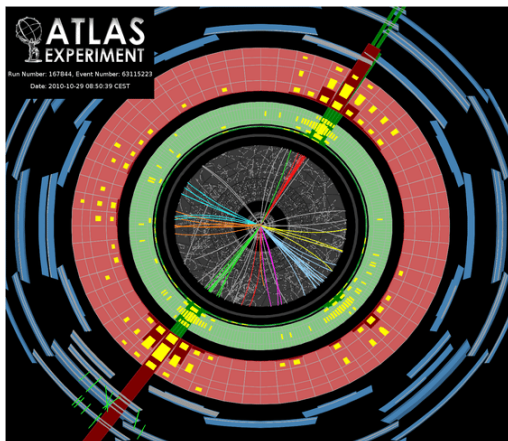 ATLAS
EXPERIMENT
Run Number: 167844, Event Number: 63115223
Date: 2010-10-29 08:50:39 CEST